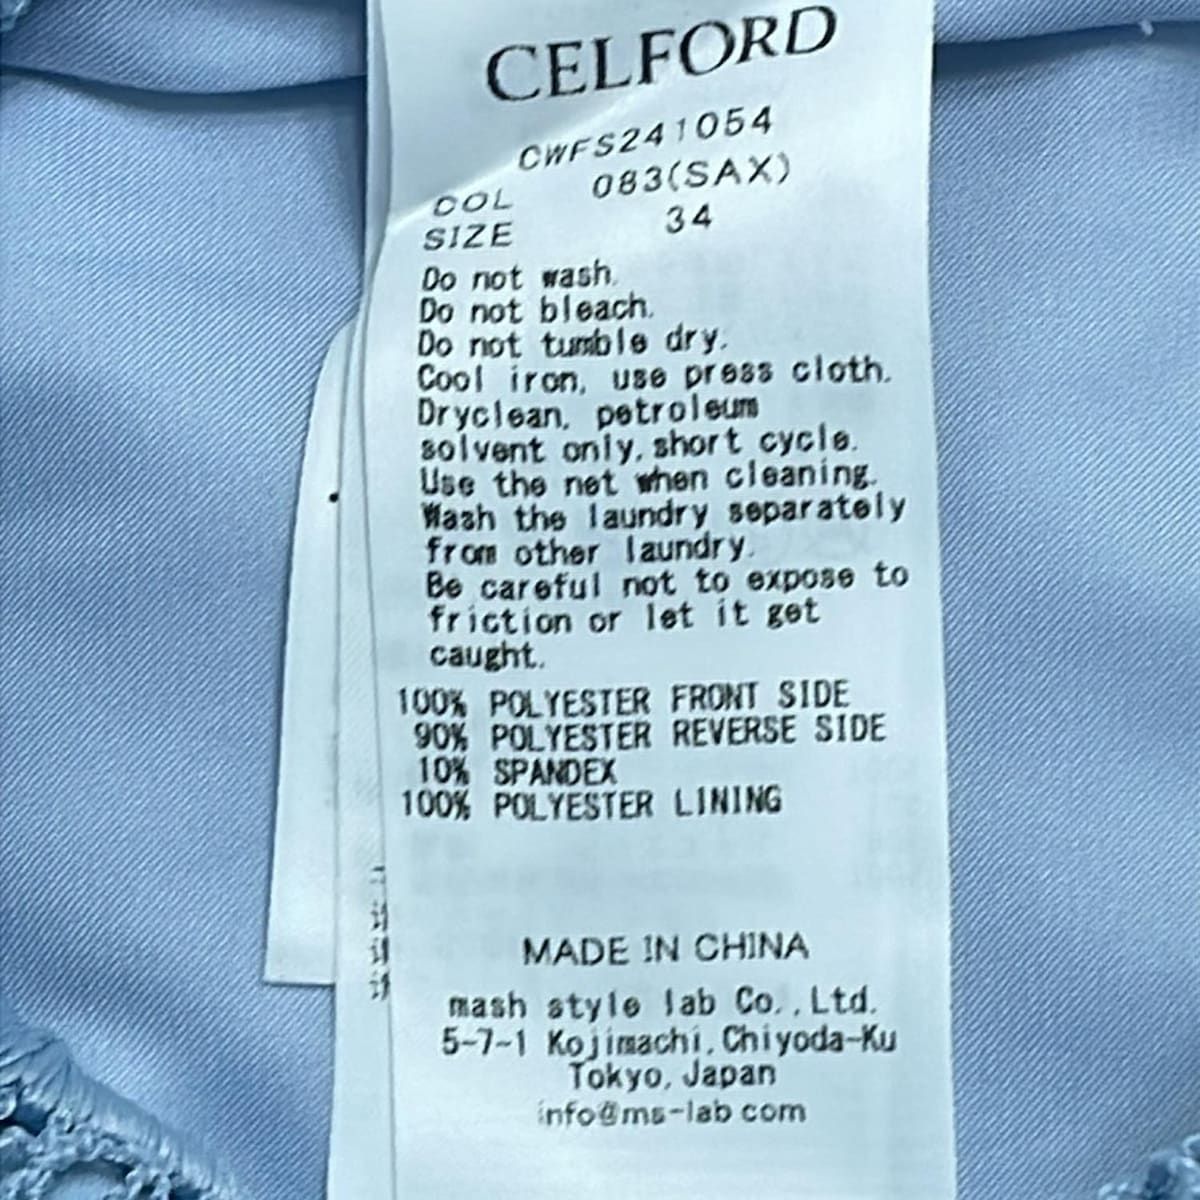 CELFORD
CWFS241054
COL 083(SAX)
SIZE 34
Do not wash.
Do not bleach.
Do not tumble dry.
Cool iron, use press cloth.
Dryclean, petroleum
solvent only, short cycle.
Use the net when cleaning.
Wash the laundry separately
from other laundry.
Be careful not to expose to
friction or let it get
caught.
100% POLYESTER FRONT SIDE
90% POLYESTER REVERSE SIDE
10% SPANDEX
100% POLYESTER LINING
MADE IN CHINA
mash style lab Co., Ltd.
5-7-1 Kojimachi, Chiyoda-Ku
Tokyo, Japan
info@ms-lab.com